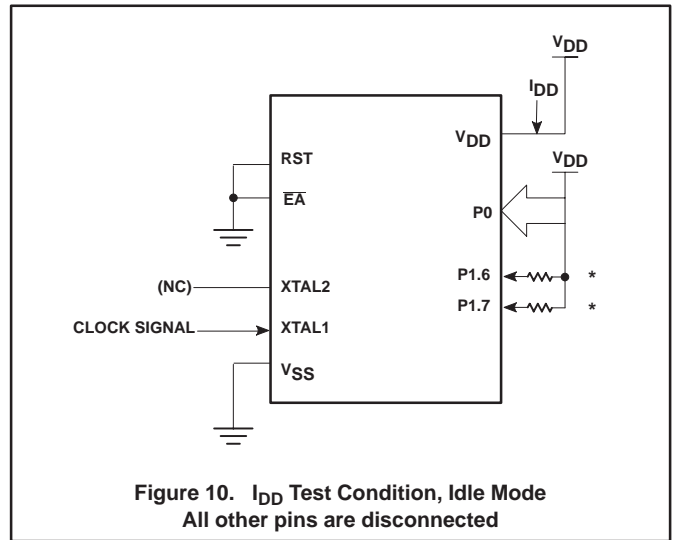 VDD
IDD
VDD
VDD
RST
EA
P0
P1.6 *
(NC) XTAL2
P1.7 *
CLOCK SIGNAL XTAL1
VSS
Figure 10. IDD Test Condition, Idle Mode
All other pins are disconnected